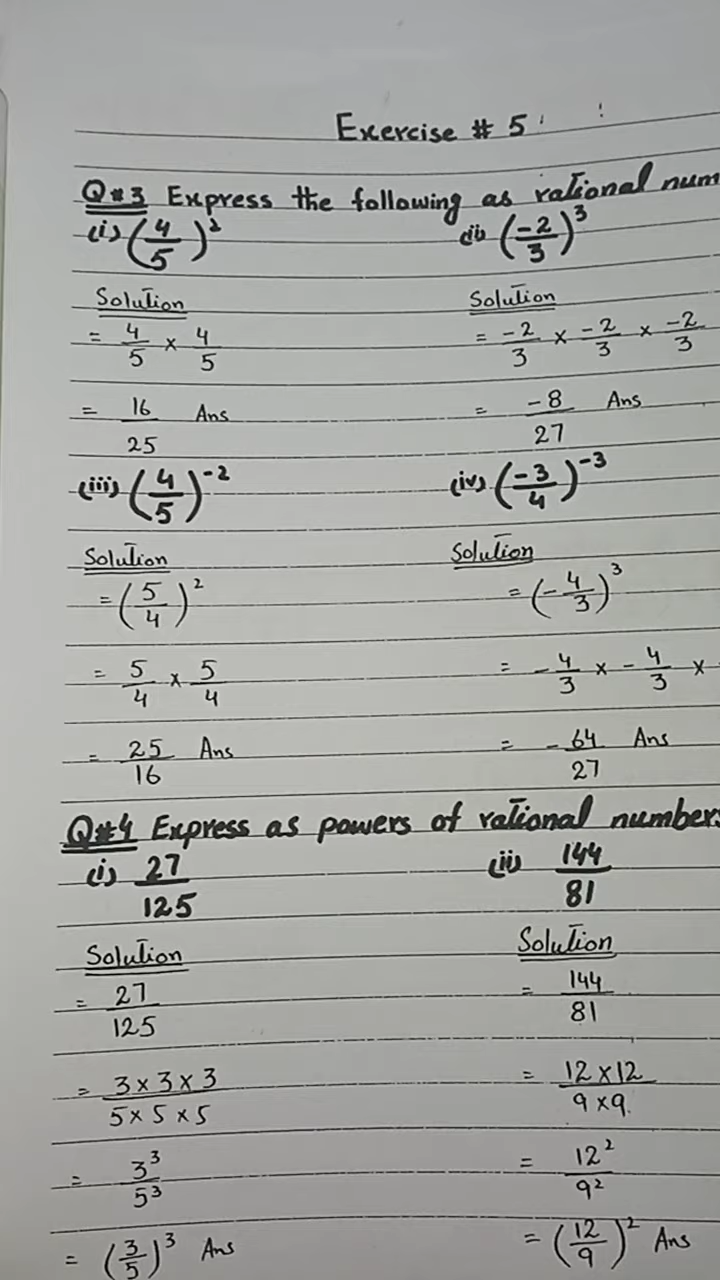 Exercise # 5
Q#3 Express the following as rational num
(i) (4/5)^2 (ii) (-2/3)^3
Solution Solution
= 4/5 × 4/5 = -2/3 × -2/3 × -2/3
= 16/25 Ans = -8/27 Ans
(iii) (4/5)^-2 (iv) (-3/4)^-3
Solution Solution
= (5/4)^2 = (-4/3)^3
= 5/4 × 5/4 = -4/3 × -4/3 ×
= 25/16 Ans = -64/27 Ans
Q#4 Express as powers of rational numbers
(i) 27/125 (ii) 144/81
Solution Solution
= 27/125 = 144/81
= 3×3×3/5×5×5 = 12×12/9×9
= 3^3/5^3 = 12^2/9^2
= (3/5)^3 Ans = (12/9)^2 Ans